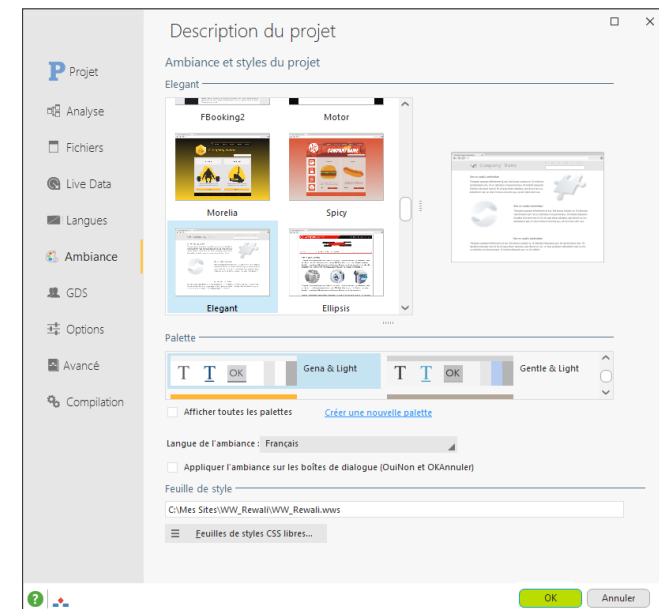 Description du projet
Projet
Analyse
Fichiers
Live Data
Langues
Ambiance
GDS
Options
Avancé
Compilation
Ambiance et styles du projet
Elegant
FBooking2 Motor
Morelia Spicy
Elegant Ellipsis
Company Name
Palette
T T OK Gena & Light T T OK Gentle & Light
Afficher toutes les palettes Créer une nouvelle palette
Langue de l'ambiance : Français
Appliquer l'ambiance sur les boîtes de dialogue (OuiNon et OKAnnuler)
Feuille de style
C:\Mes Sites\WW_Rewali\WW_Rewali.wws
Feuilles de styles CSS libres...
OK Annuler